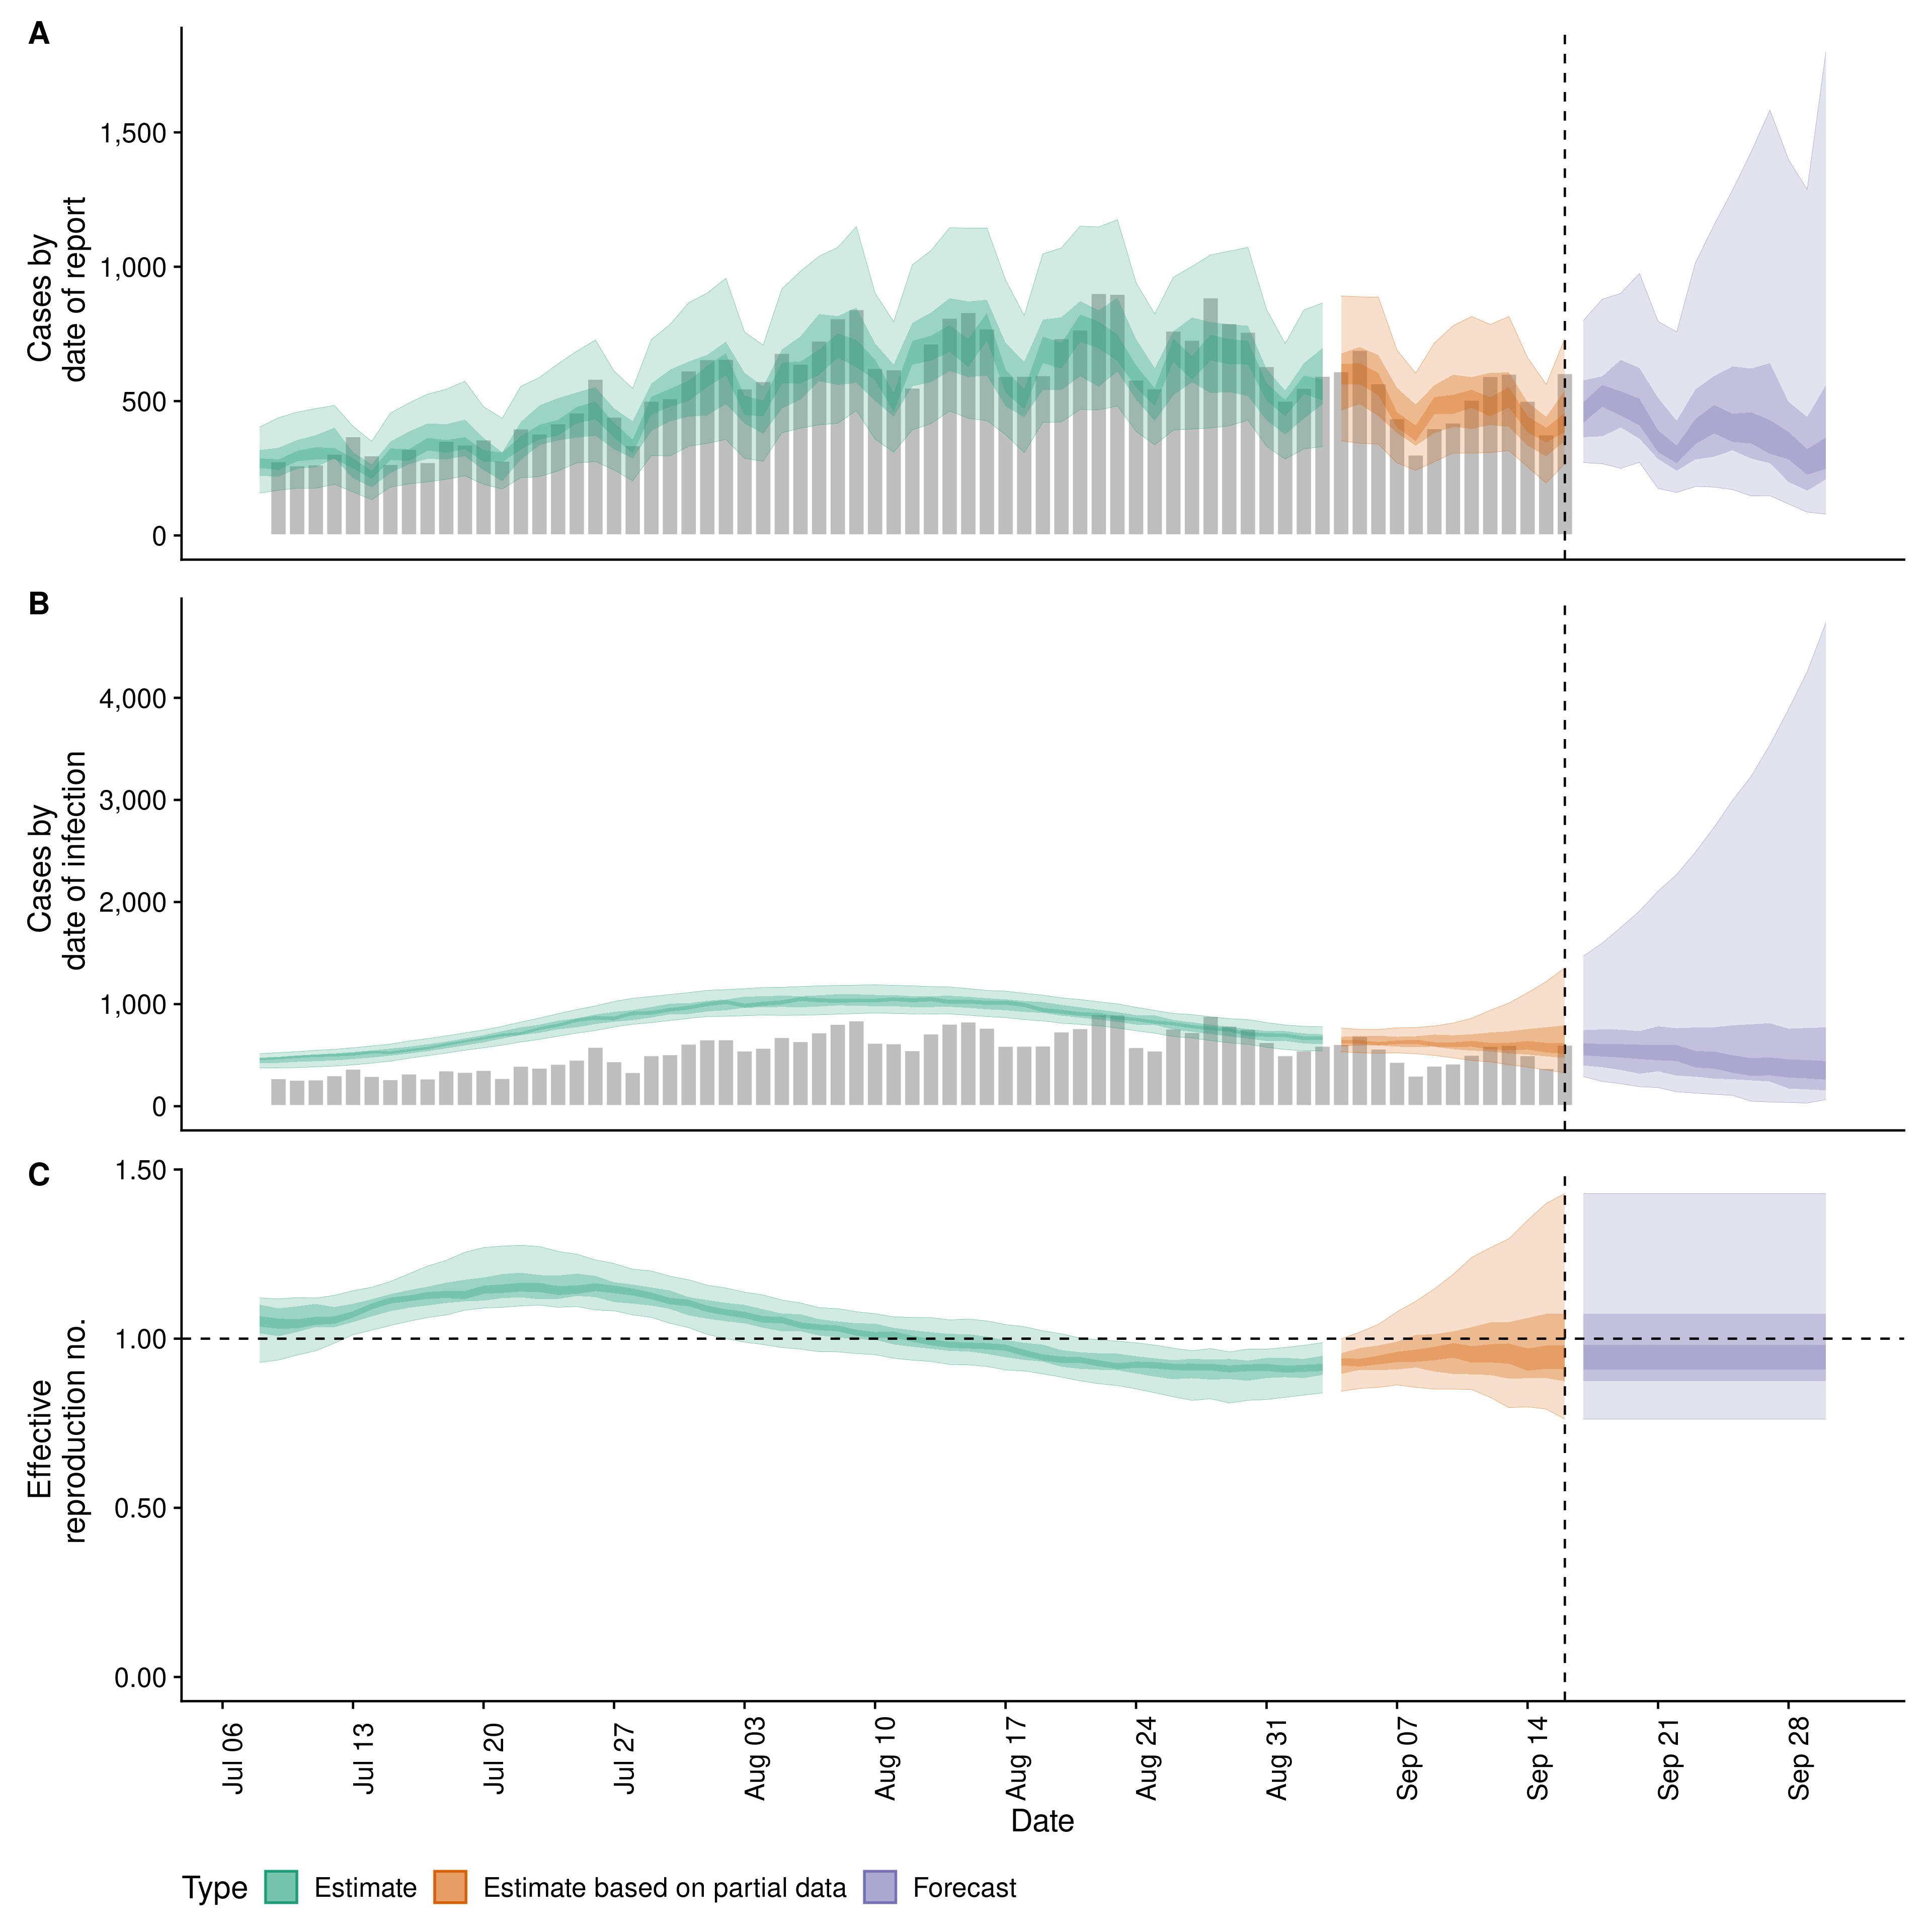 A
Cases by
date of report
1,500
1,000
500
0
B
Cases by
date of infection
4,000
3,000
2,000
1,000
0
C
Effective
reproduction no.
1.50
1.00
0.50
0.00
Jul 06
Jul 13
Jul 20
Jul 27
Aug 03
Aug 10
Aug 17
Aug 24
Aug 31
Sep 07
Sep 14
Sep 21
Sep 28
Date
Type Estimate Estimate based on partial data Forecast